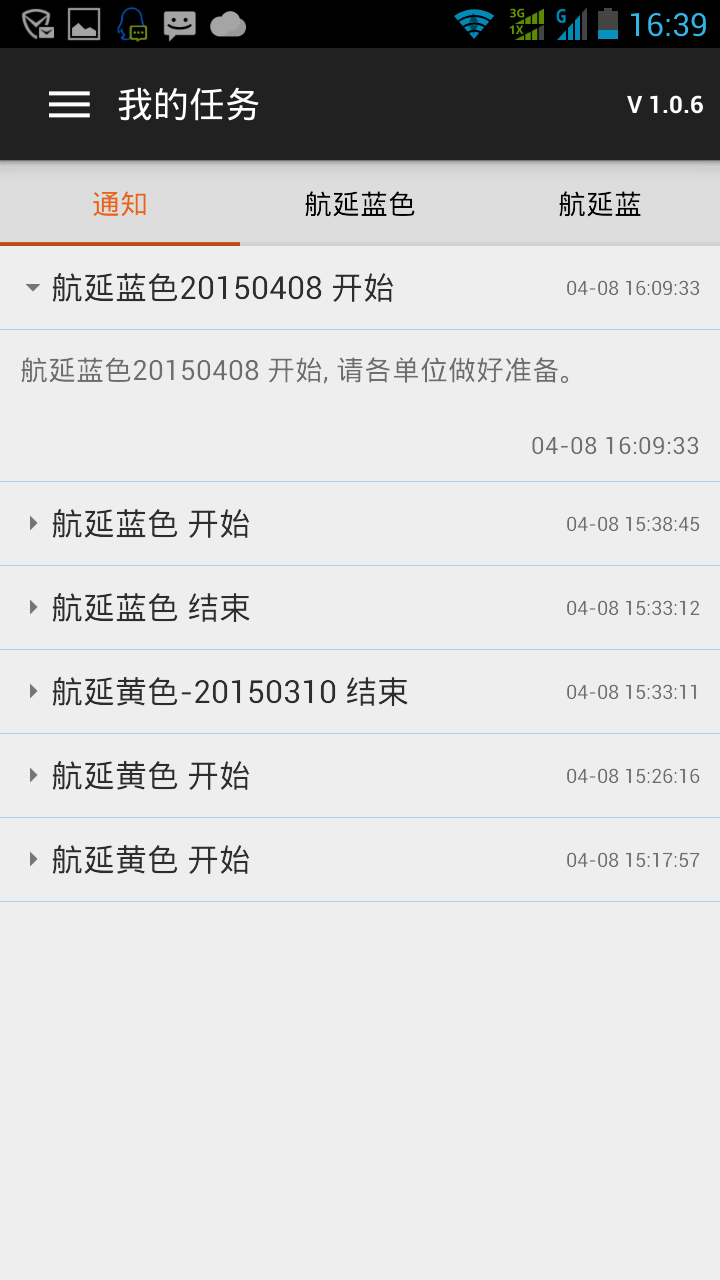 3G
1X
G
16:39
我的任务
V 1.0.6
通知
航延蓝色
航延蓝
航延蓝色20150408 开始
04-08 16:09:33
航延蓝色20150408 开始, 请各单位做好准备。
04-08 16:09:33
航延蓝色 开始
04-08 15:38:45
航延蓝色 结束
04-08 15:33:12
航延黄色-20150310 结束
04-08 15:33:11
航延黄色 开始
04-08 15:26:16
航延黄色 开始
04-08 15:17:57